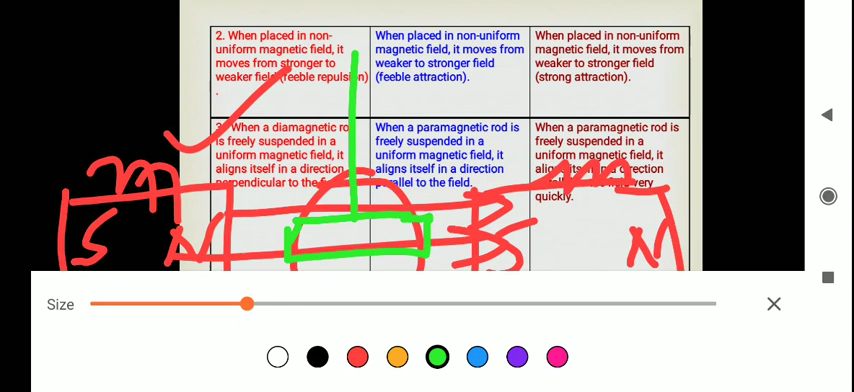 2. When placed in non-
uniform magnetic field, it
moves from stronger to
weaker field (feeble repulsion)
.
When placed in non-uniform
magnetic field, it moves from
weaker to stronger field
(feeble attraction).
When placed in non-uniform
magnetic field, it moves from
weaker to stronger field
(strong attraction).
3. When a diamagnetic rod
is freely suspended in a
uniform magnetic field, it
aligns itself in a direction
perpendicular to the field.
When a paramagnetic rod is
freely suspended in a
uniform magnetic field, it
aligns itself in a direction
parallel to the field.
When a paramagnetic rod is
freely suspended in a
uniform magnetic field, it
aligns itself in a direction
very
quickly.
m
S
N
S
N
Size